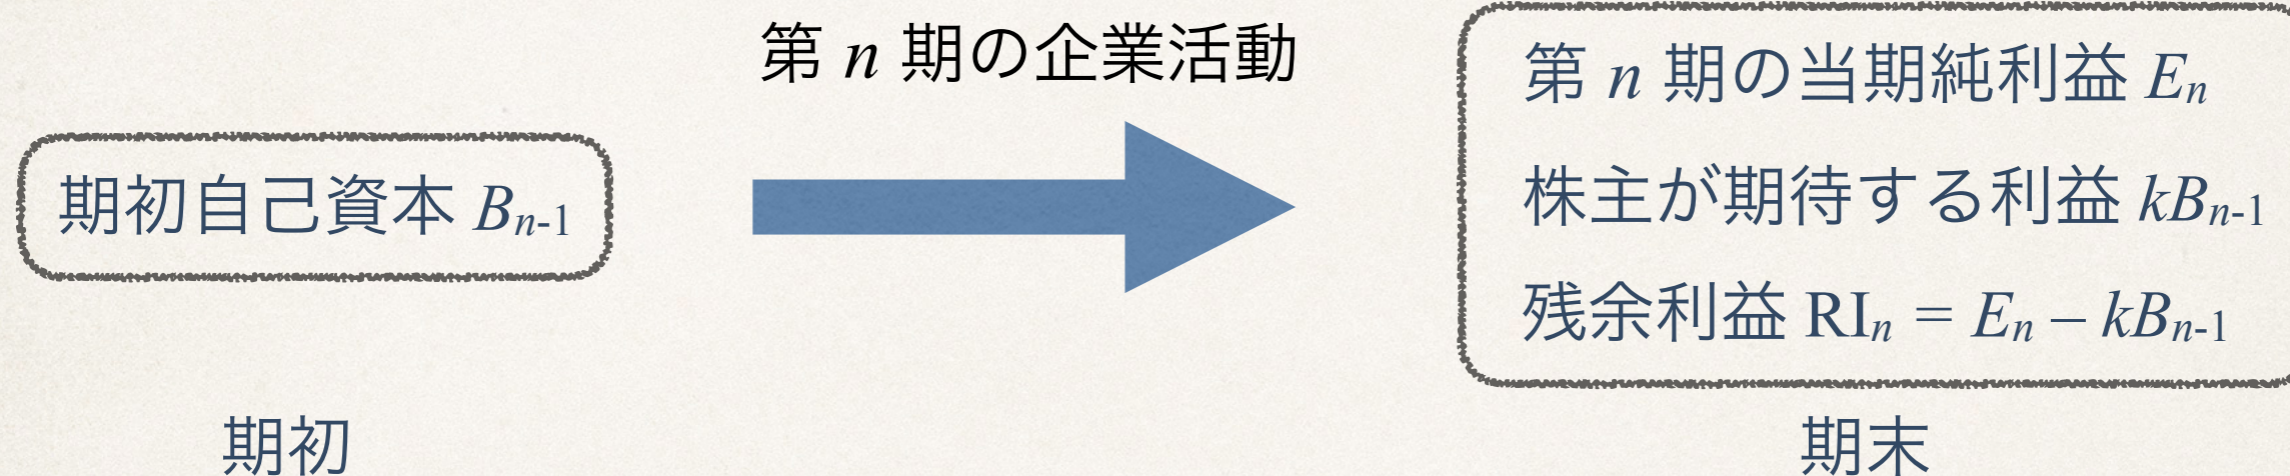 第 n 期の企業活動
期初自己資本 Bn-1
第 n 期の当期純利益 En
株主が期待する利益 kBn-1
残余利益 RIn = En – kBn-1
期初
期末